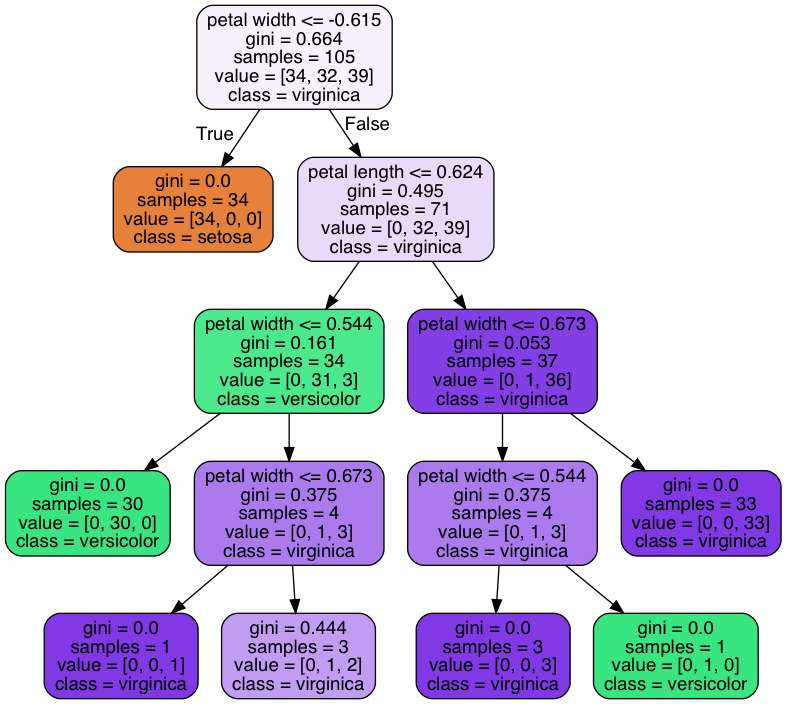 petal width <= -0.615
gini = 0.664
samples = 105
value = [34, 32, 39]
class = virginica
True
False
gini = 0.0
samples = 34
value = [34, 0, 0]
class = setosa
petal length <= 0.624
gini = 0.495
samples = 71
value = [0, 32, 39]
class = virginica
petal width <= 0.544
gini = 0.161
samples = 34
value = [0, 31, 3]
class = versicolor
petal width <= 0.673
gini = 0.053
samples = 37
value = [0, 1, 36]
class = virginica
gini = 0.0
samples = 30
value = [0, 30, 0]
class = versicolor
petal width <= 0.673
gini = 0.375
samples = 4
value = [0, 1, 3]
class = virginica
petal width <= 0.544
gini = 0.375
samples = 4
value = [0, 1, 3]
class = virginica
gini = 0.0
samples = 33
value = [0, 0, 33]
class = virginica
gini = 0.0
samples = 1
value = [0, 0, 1]
class = virginica
gini = 0.444
samples = 3
value = [0, 1, 2]
class = virginica
gini = 0.0
samples = 3
value = [0, 0, 3]
class = virginica
gini = 0.0
samples = 1
value = [0, 1, 0]
class = versicolor